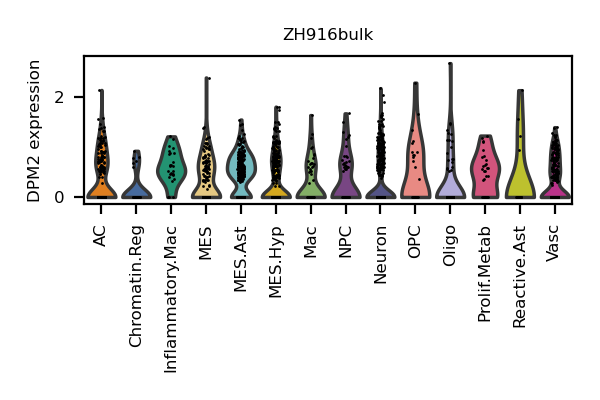 ZH916bulk
DPM2 expression
2
0
AC
Chromatin.Reg
Inflammatory.Mac
MES
MES.Ast
MES.Hyp
Mac
NPC
Neuron
OPC
Oligo
Prolif.Metab
Reactive.Ast
Vasc